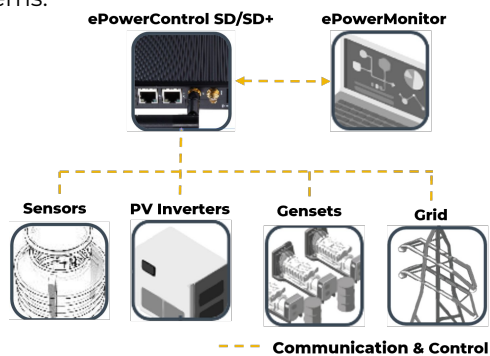 ePowerControl SD/SD+ ePowerMonitor
Sensors PV Inverters Gensets Grid
Communication & Control